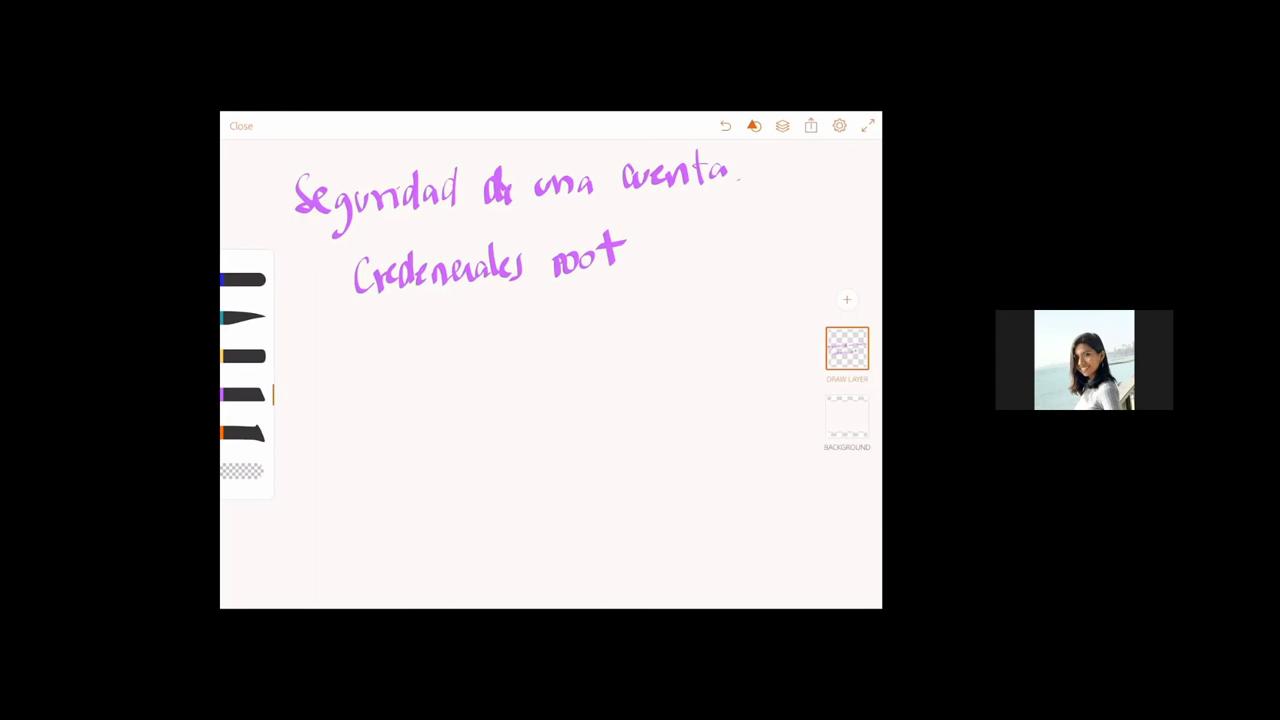 Close
Seguridad de una cuenta.
Credenciales root
DRAW LAYER
BACKGROUND